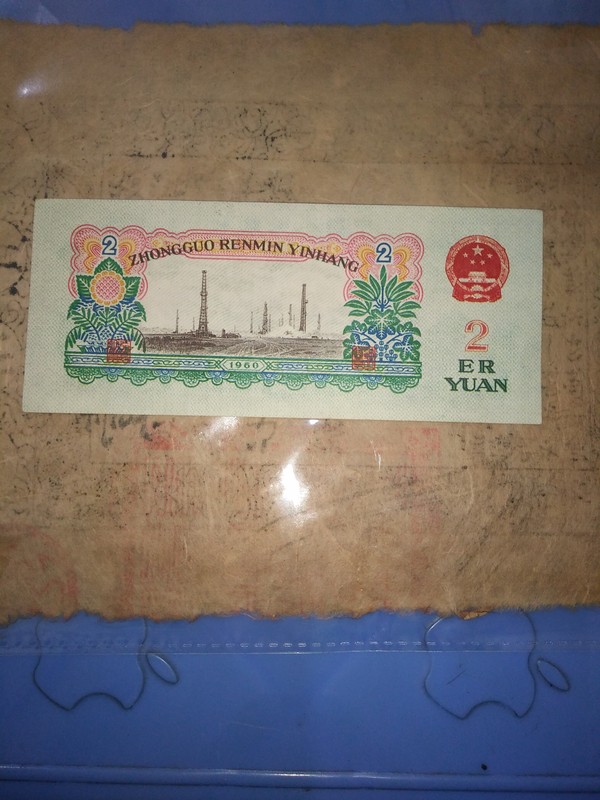 2
2
ZHONGGUO RENMIN YINHANG
1960
2
ER
YUAN